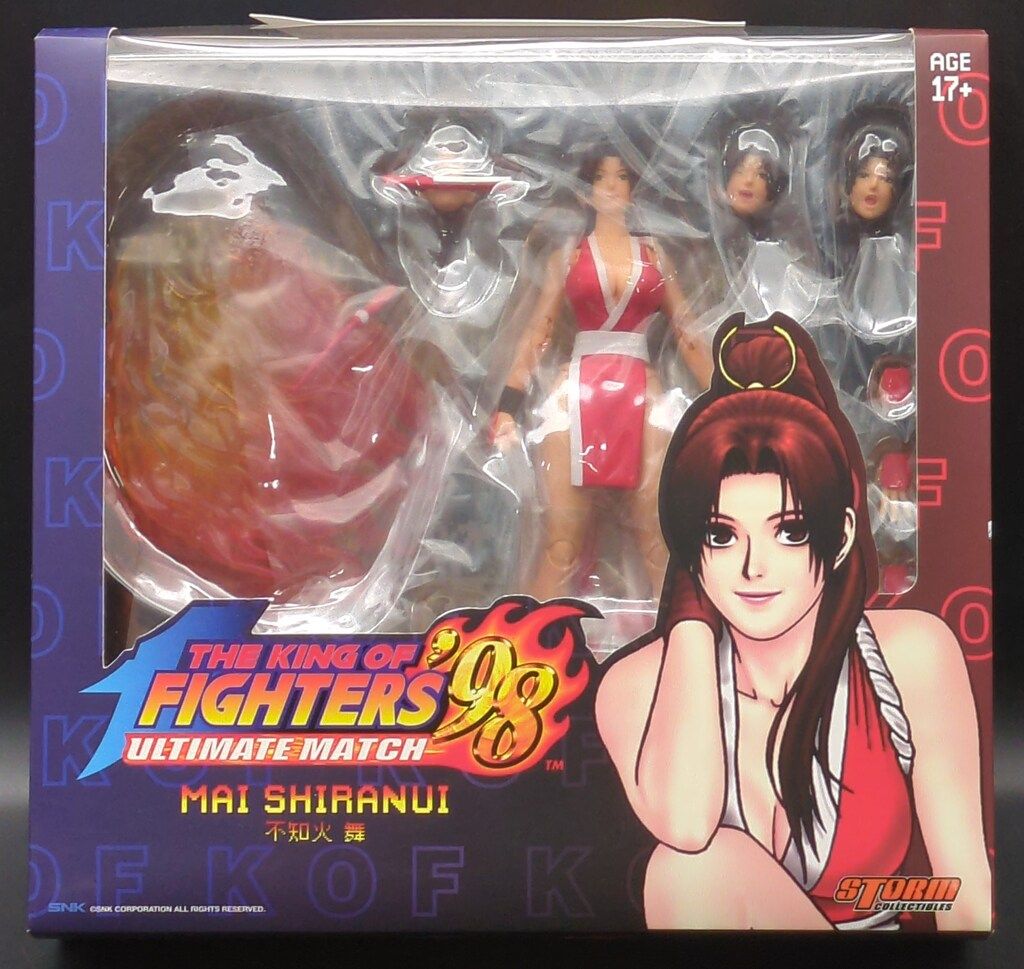 AGE
17+
THE KING OF
FIGHTERS '98
ULTIMATE MATCH
TM
MAI SHIRANUI
不知火 舞
O F K O F K
SNK ©SNK CORPORATION ALL RIGHTS RESERVED.
STORM
COLLECTIBLES